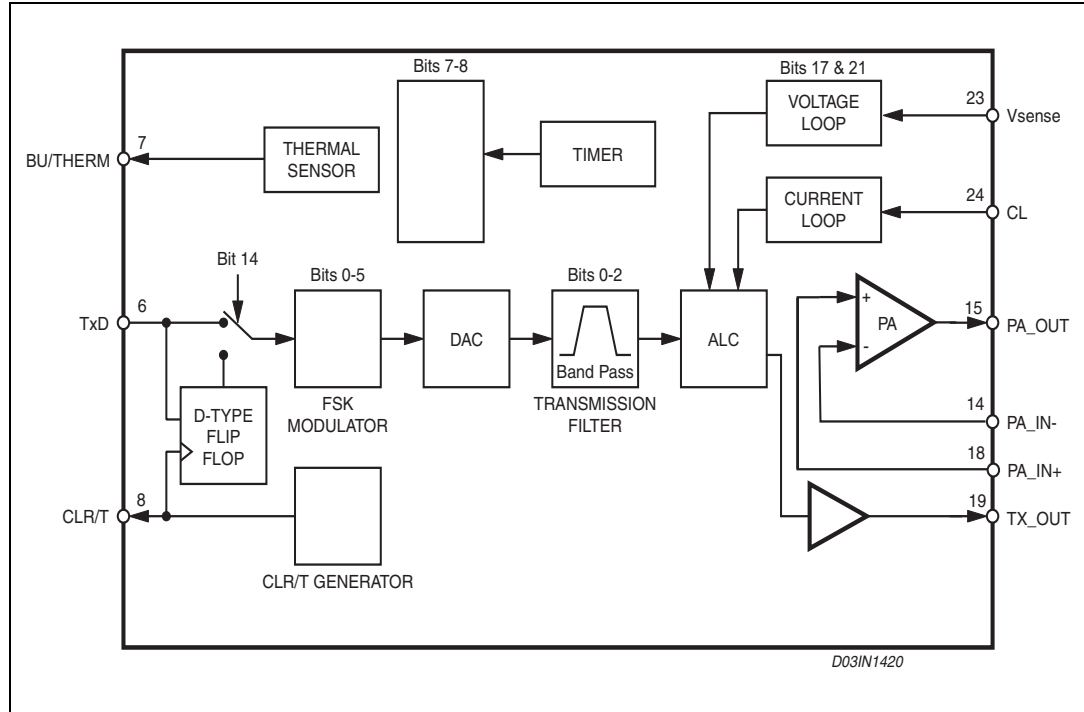 Bits 7-8
Bits 17 & 21
VOLTAGE
LOOP
23
Vsense
7
BU/THERM
THERMAL
SENSOR
TIMER
CURRENT
LOOP
24
CL
Bit 14
Bits 0-5
Bits 0-2
6
TxD
DAC
Band Pass
ALC
+
-
PA
15
PA_OUT
FSK
MODULATOR
TRANSMISSION
FILTER
D-TYPE
FLIP
FLOP
14
PA_IN-
18
PA_IN+
8
CLR/T
19
TX_OUT
CLR/T GENERATOR
D03IN1420